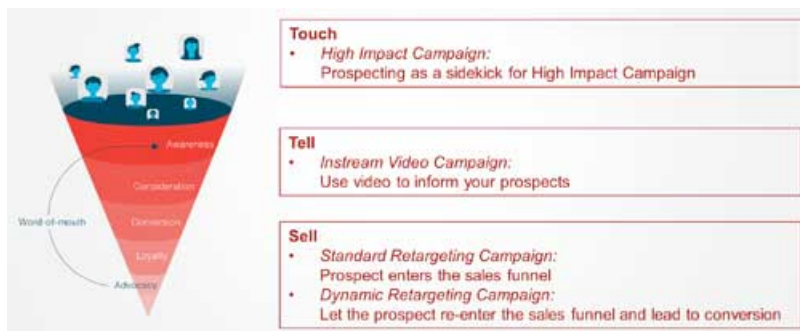 Awareness
Consideration
Conversion
Loyalty
Advocacy
Word-of-mouth
Touch
• High Impact Campaign:
Prospecting as a sidekick for High Impact Campaign
Tell
• Instream Video Campaign:
Use video to inform your prospects
Sell
• Standard Retargeting Campaign:
Prospect enters the sales funnel
• Dynamic Retargeting Campaign:
Let the prospect re-enter the sales funnel and lead to conversion